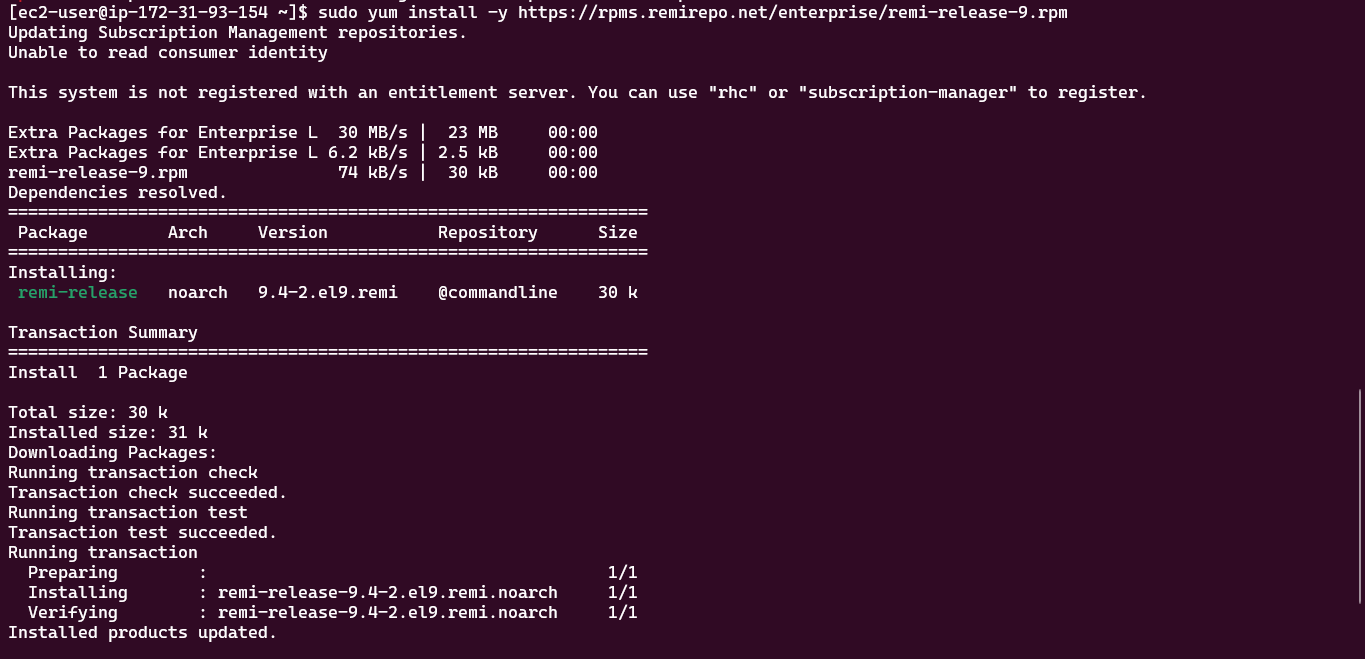 [ec2-user@ip-172-31-93-154 ~]$ sudo yum install -y https://rpms.remirepo.net/enterprise/remi-release-9.rpm
Updating Subscription Management repositories.
Unable to read consumer identity

This system is not registered with an entitlement server. You can use "rhc" or "subscription-manager" to register.

Extra Packages for Enterprise L  30 MB/s |  23 MB     00:00
Extra Packages for Enterprise L 6.2 kB/s | 2.5 kB     00:00
remi-release-9.rpm               74 kB/s |  30 kB     00:00
Dependencies resolved.
================================================================
 Package        Arch     Version           Repository      Size
================================================================
Installing:
 remi-release   noarch   9.4-2.el9.remi    @commandline    30 k

Transaction Summary
================================================================
Install  1 Package

Total size: 30 k
Installed size: 31 k
Downloading Packages:
Running transaction check
Transaction check succeeded.
Running transaction test
Transaction test succeeded.
Running transaction
  Preparing        :                                        1/1
  Installing       : remi-release-9.4-2.el9.remi.noarch     1/1
  Verifying        : remi-release-9.4-2.el9.remi.noarch     1/1
Installed products updated.